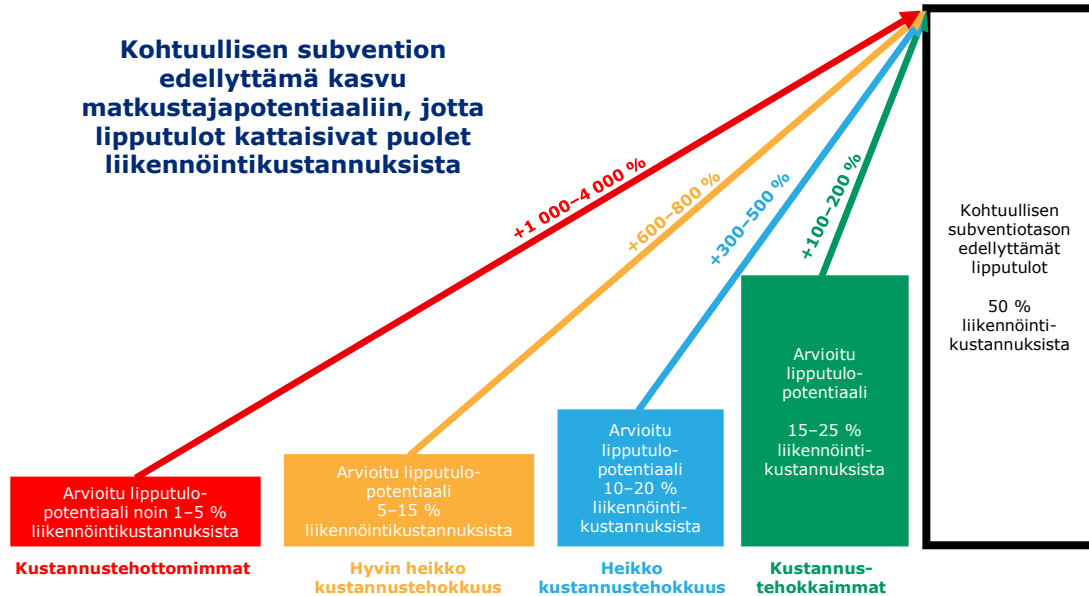 Kohtuullisen subvention
edellyttämä kasvu
matkustajapotentiaaliin, jotta
lipputulot kattaisivat puolet
liikennöintikustannuksista
+1 000–4 000 %
+600–800 %
+300–500 %
+100–200 %
Arvioitu lipputulo-
potentiaali noin 1–5 %
liikennöintikustannuksista
Kustannustehottomimmat
Arvioitu lipputulo-
potentiaali
5–15 %
liikennöintikustannuksista
Hyvin heikko
kustannustehokkuus
Arvioitu
lipputulo-
potentiaali
10–20 %
liikennöinti-
kustannuksista
Heikko
kustannustehokkuus
Arvioitu
lipputulo-
potentiaali
15–25 %
liikennöinti-
kustannuksista
Kustannus-
tehokkaimmat
Kohtuullisen
subventiotason
edellyttämät
lipputulot
50 %
liikennöinti-
kustannuksista